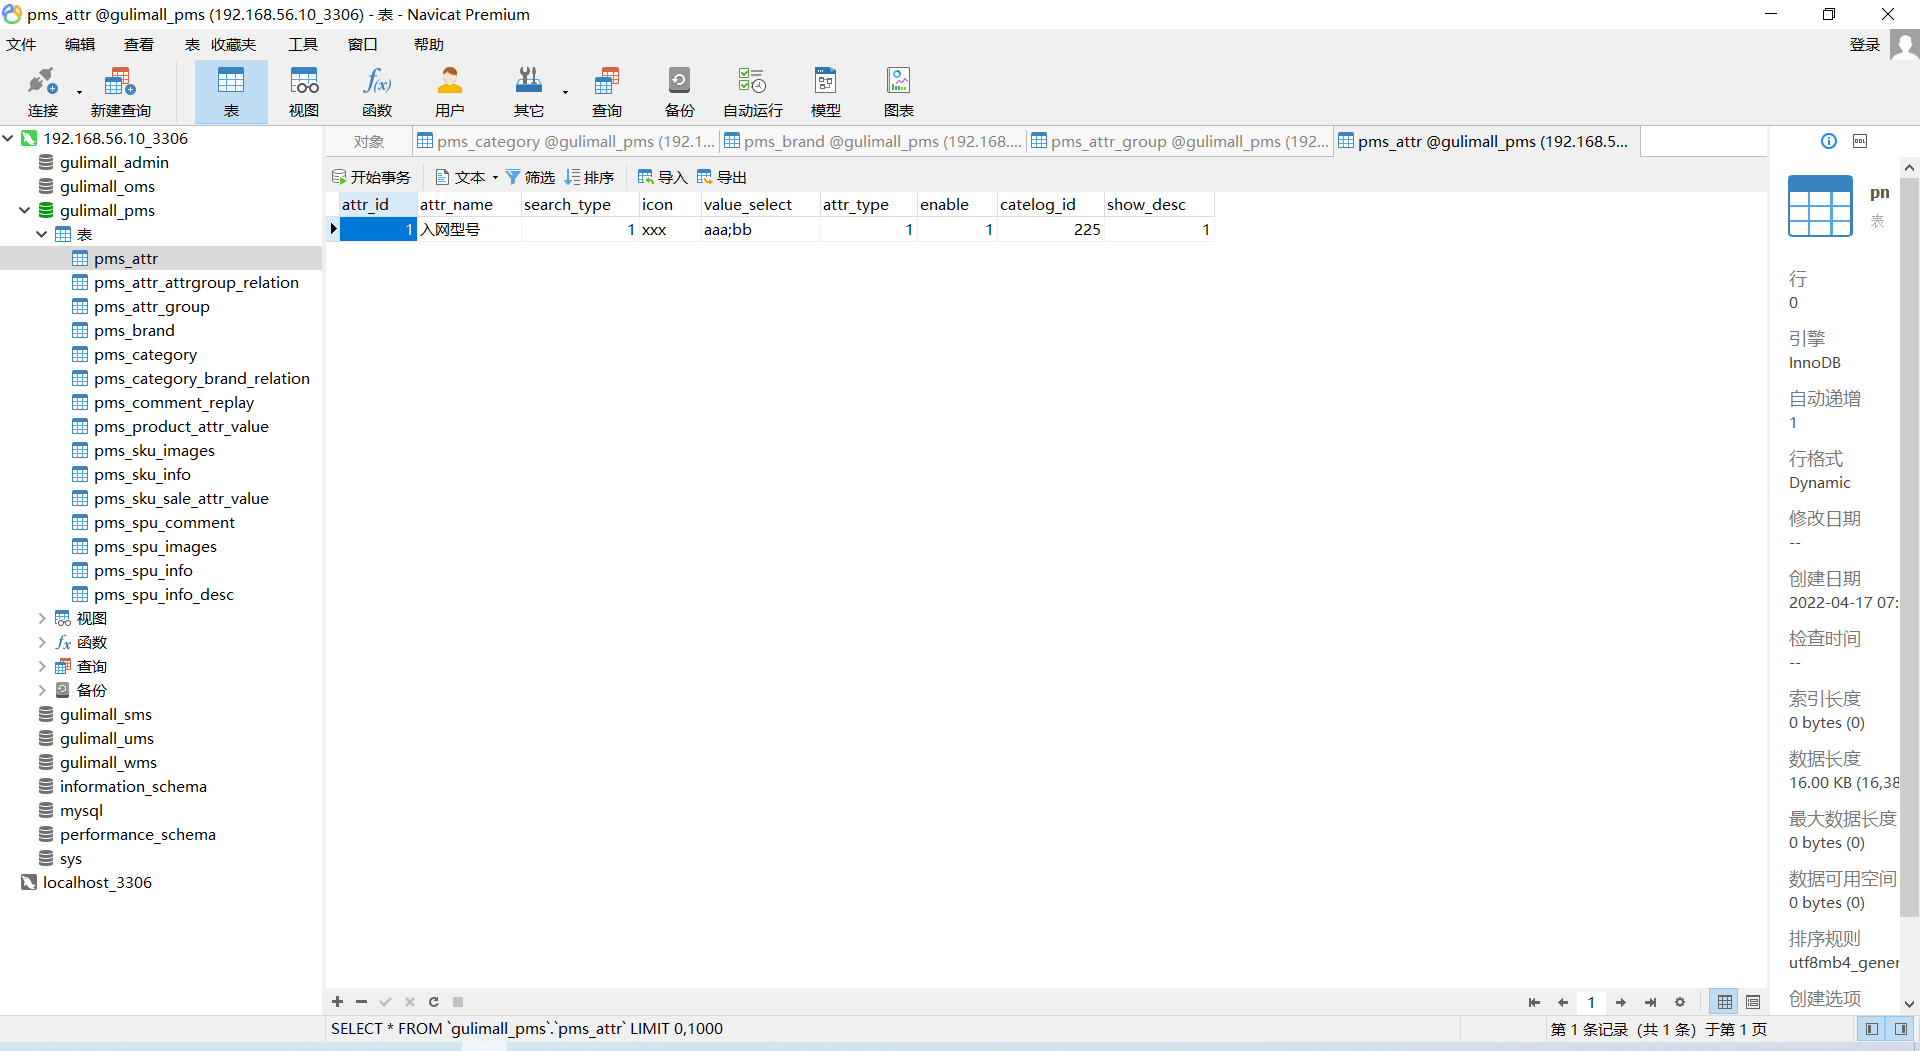 pms_attr @gulimall_pms (192.168.56.10_3306) - 表 - Navicat Premium
文件 编辑 查看 表 收藏夹 工具 窗口 帮助 登录
连接 新建查询 表 视图 函数 用户 其它 查询 备份 自动运行 模型 图表
192.168.56.10_3306
gulimall_admin
gulimall_oms
gulimall_pms
表
pms_attr
pms_attr_attrgroup_relation
pms_attr_group
pms_brand
pms_category
pms_category_brand_relation
pms_comment_replay
pms_product_attr_value
pms_sku_images
pms_sku_info
pms_sku_sale_attr_value
pms_spu_comment
pms_spu_images
pms_spu_info
pms_spu_info_desc
视图
函数
查询
备份
gulimall_sms
gulimall_ums
gulimall_wms
information_schema
mysql
performance_schema
sys
localhost_3306
对象 pms_category @gulimall_pms (192.1... pms_brand @gulimall_pms (192.168.... pms_attr_group @gulimall_pms (192... pms_attr @gulimall_pms (192.168.5...
开始事务 文本 筛选 排序 导入 导出
attr_id attr_name search_type icon value_select attr_type enable catelog_id show_desc
1 入网型号 1 xxx aaa;bb 1 1 225 1
1
SELECT * FROM `gulimall_pms`.`pms_attr` LIMIT 0,1000
第 1 条记录 (共 1 条) 于第 1 页
DDL
pn
表
行
0
引擎
InnoDB
自动递增
1
行格式
Dynamic
修改日期
--
创建日期
2022-04-17 07:
检查时间
--
索引长度
0 bytes (0)
数据长度
16.00 KB (16,38
最大数据长度
0 bytes (0)
数据可用空间
0 bytes (0)
排序规则
utf8mb4_gener
创建选项